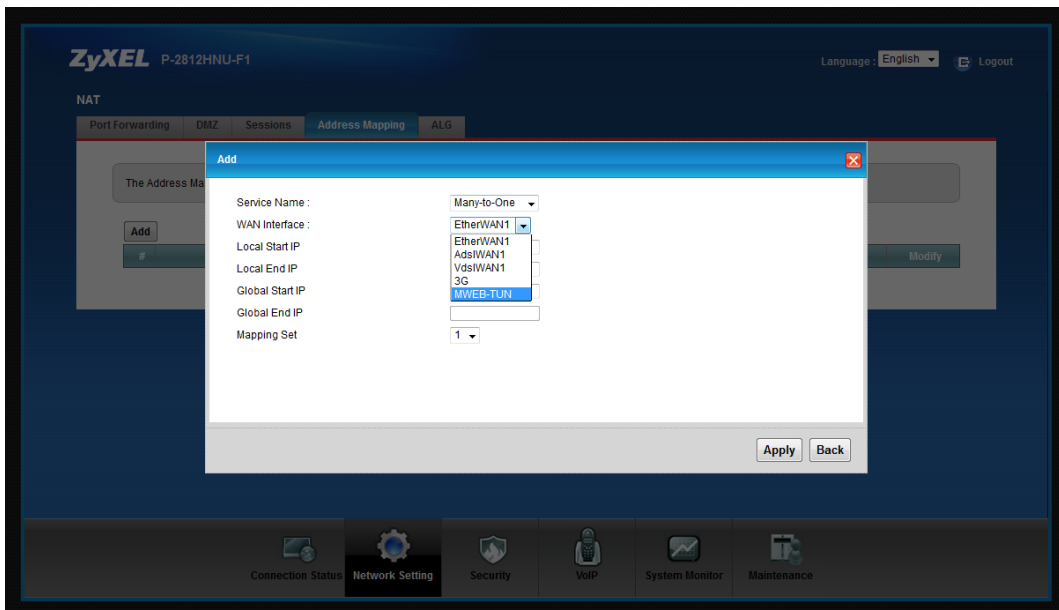 ZyXEL P-2812HNU-F1
Language : English
Logout
NAT
Port Forwarding DMZ Sessions Address Mapping ALG
Add
The Address Ma
Service Name : Many-to-One
WAN Interface : EtherWAN1
Add
Local Start IP
EtherWAN1
AdslWAN1
VdslWAN1
3G
MWEB-TUN
# Modify
Local End IP
Global Start IP
Global End IP
Mapping Set 1
Apply Back
Connection Status Network Setting Security VoIP System Monitor Maintenance